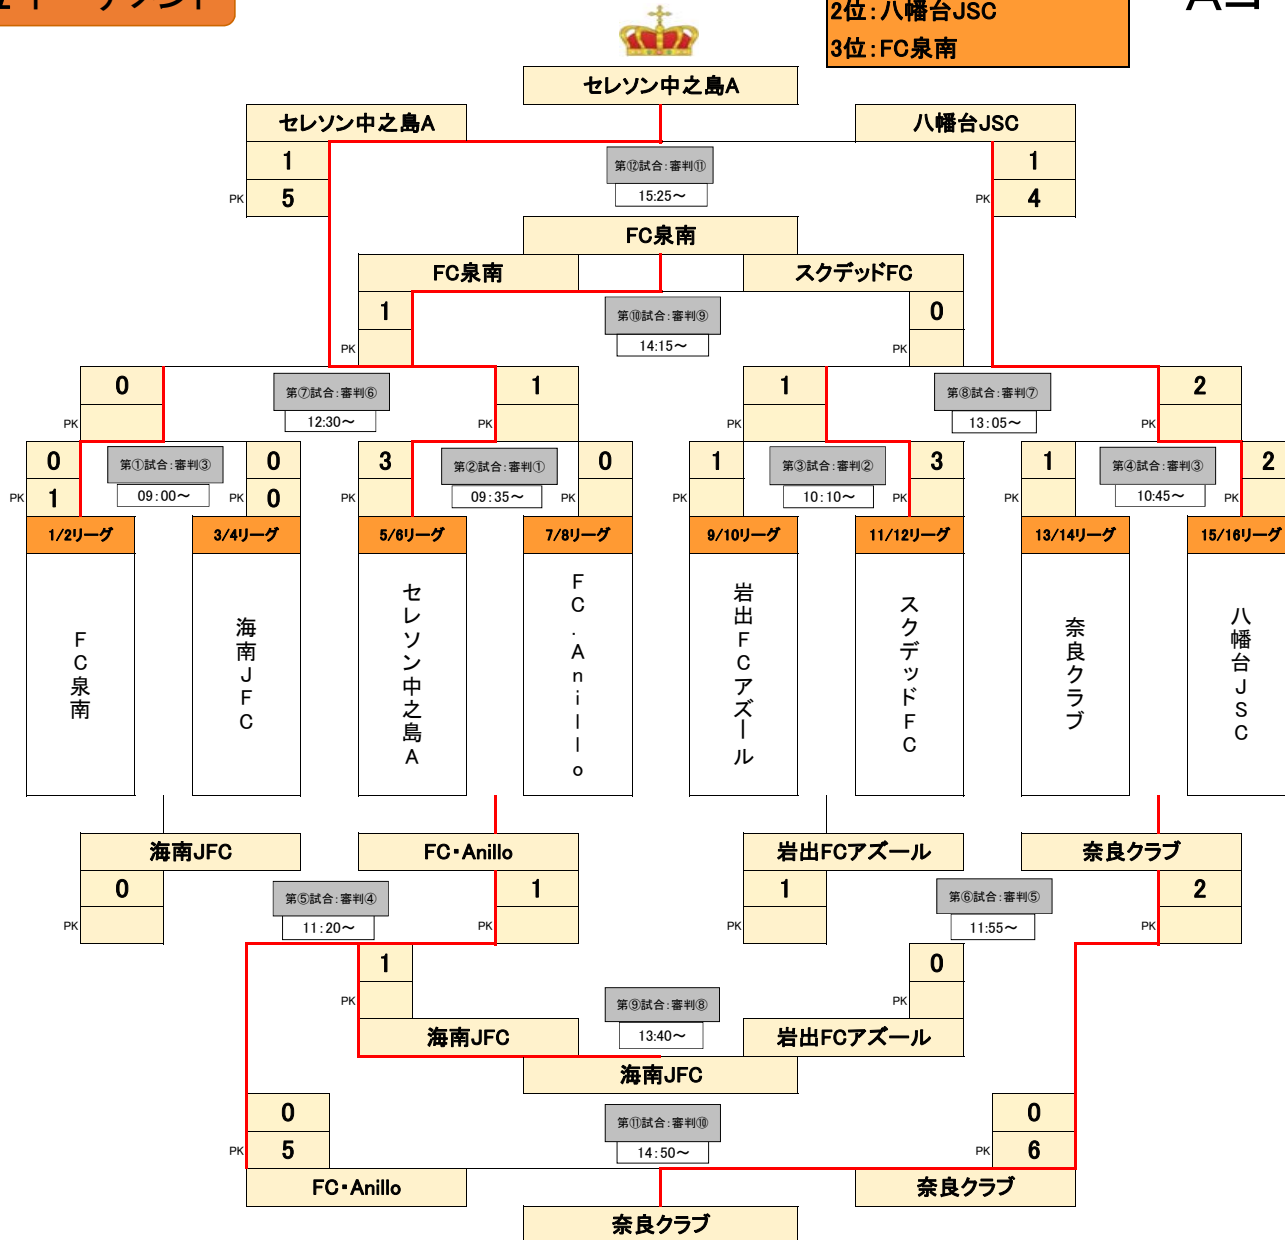 2位：八幡台JSC
3位：FC泉南
セレソン中之島A
セレソン中之島A
八幡台JSC
1
第⑫試合：審判⑪
1
PK 5
15:25～
PK 4
FC泉南
FC泉南
スクデッドFC
1
第⑩試合：審判⑨
0
PK
14:15～
PK
0
第⑦試合：審判⑥
1
1
第⑧試合：審判⑦
2
PK
12:30～
PK
PK
13:05～
PK
0
第①試合：審判③
0
3
第②試合：審判①
0
1
第③試合：審判②
3
1
第④試合：審判③
2
PK 1
09:00～
PK 0
PK
09:35～
PK
PK
10:10～
PK
PK
10:45～
PK
1/2リーグ
3/4リーグ
5/6リーグ
7/8リーグ
9/10リーグ
11/12リーグ
13/14リーグ
15/16リーグ
FC泉南
海南JFC
セレソン中之島A
FC.Anillo
岩出FCアズール
スクデッドFC
奈良クラブ
八幡台JSC
海南JFC
FC・Anillo
岩出FCアズール
奈良クラブ
0
第⑤試合：審判④
1
1
第⑥試合：審判⑤
2
PK
11:20～
PK
PK
11:55～
PK
1
第⑨試合：審判⑧
0
PK
13:40～
PK
海南JFC
岩出FCアズール
海南JFC
0
第⑪試合：審判⑩
0
PK 5
14:50～
PK 6
FC・Anillo
奈良クラブ
奈良クラブ